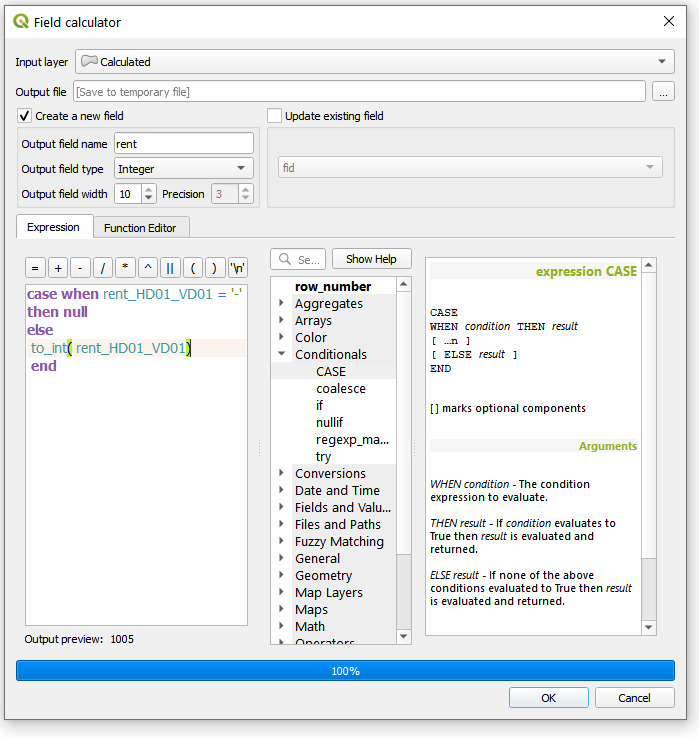 Field calculator
Input layer
Calculated
Output file
[Save to temporary file]
...
Create a new field
Update existing field
Output field name
rent
Output field type
Integer
Output field width
10
Precision
3
fid
Expression
Function Editor
=
+
-
/
*
^
||
(
)
'\n'
case when rent_HD01_VD01 = '-'
then null
else
to_int( rent_HD01_VD01)
end
Output preview: 1005
Se...
Show Help
row_number
Aggregates
Arrays
Color
Conditionals
CASE
coalesce
if
nullif
regexp_ma...
try
Conversions
Date and Time
Fields and Valu...
Files and Paths
Fuzzy Matching
General
Geometry
Map Layers
Maps
Math
Operators
expression CASE
CASE
WHEN condition THEN result
[ …n ]
[ ELSE result ]
END
[ ] marks optional components
Arguments
WHEN condition - The condition
expression to evaluate.
THEN result - If condition evaluates to
True then result is evaluated and
returned.
ELSE result - If none of the above
conditions evaluated to True then result
is evaluated and returned.
100%
OK
Cancel